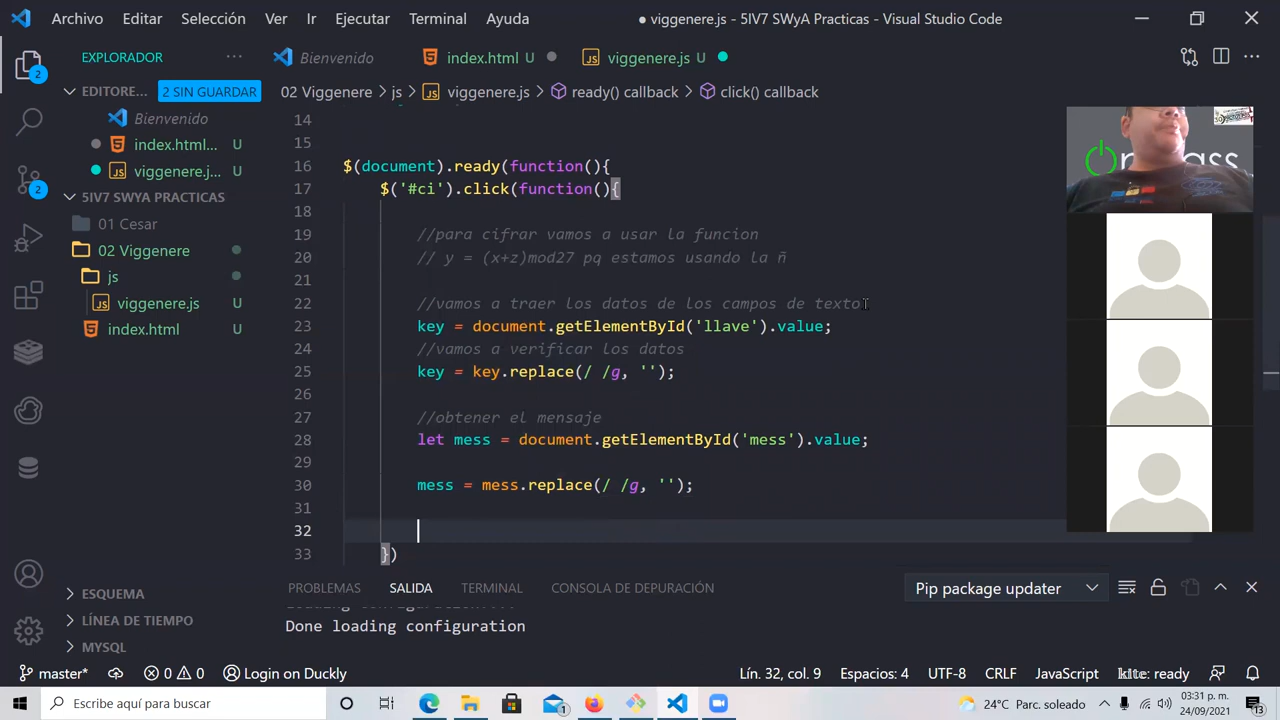 Archivo Editar Selección Ver Ir Ejecutar Terminal Ayuda
● viggenere.js - 5IV7 SWyA Practicas - Visual Studio Code
EXPLORADOR ···
Bienvenido
index.html U
viggenere.js U
EDITORE... 2 SIN GUARDAR
02 Viggenere > js > viggenere.js > ready() callback > click() callback
Bienvenido
index.html... U
viggenere.j... U
5IV7 SWYA PRACTICAS
01 Cesar
02 Viggenere
js
viggenere.js U
index.html U
14
15
16 $(document).ready(function(){
17 $('#ci').click(function(){
18
19 //para cifrar vamos a usar la funcion
20 // y = (x+z)mod27 pq estamos usando la ñ
21
22 //vamos a traer los datos de los campos de texto
23 key = document.getElementById('llave').value;
24 //vamos a verificar los datos
25 key = key.replace(/ /g, '');
26
27 //obtener el mensaje
28 let mess = document.getElementById('mess').value;
29
30 mess = mess.replace(/ /g, '');
31
32
33 })
ESQUEMA
LÍNEA DE TIEMPO
MYSQL
PROBLEMAS SALIDA TERMINAL CONSOLA DE DEPURACIÓN
Pip package updater
Done loading configuration
2
2
master* 0 0 Login on Duckly
Lín. 32, col. 9 Espacios: 4 UTF-8 CRLF JavaScript kite: ready
Escribe aquí para buscar
1
24°C Parc. soleado
03:31 p. m.
24/09/2021
13